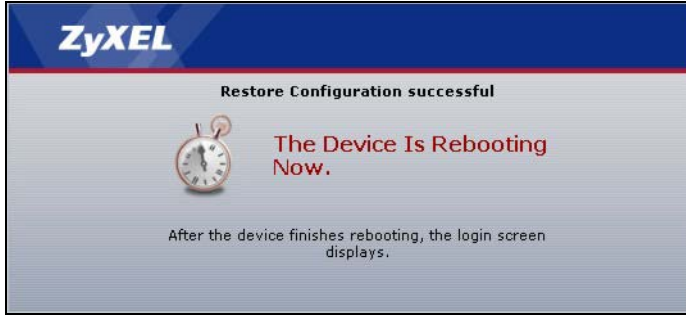 ZyXEL
Restore Configuration successful
The Device Is Rebooting
Now.
After the device finishes rebooting, the login screen
displays.